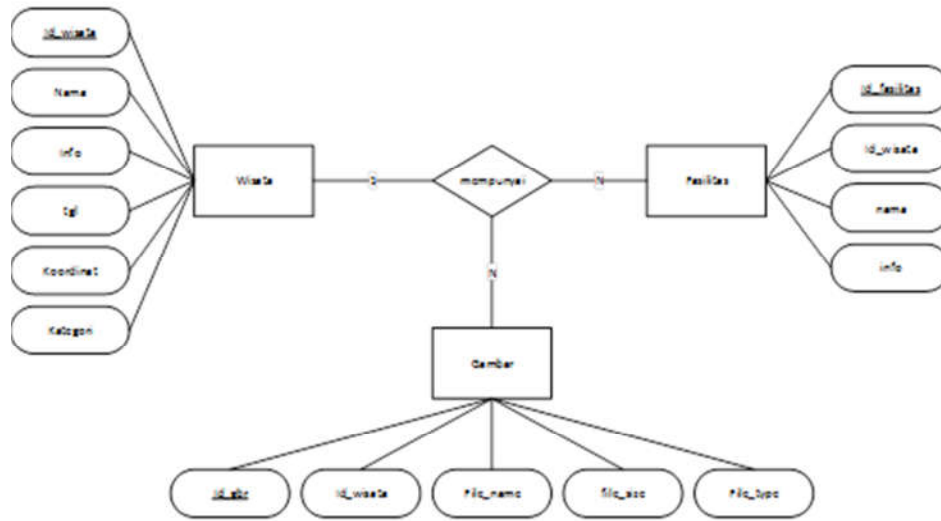 Id_wisata
Nama
Info
tgl
Koordinat
Kategori
Wisata
mempunyai
N
Fasilitas
Id_fasilitas
Id_wisata
nama
info
N
Gambar
Id_gbr
Id_wisata
File_name
file_size
File_type